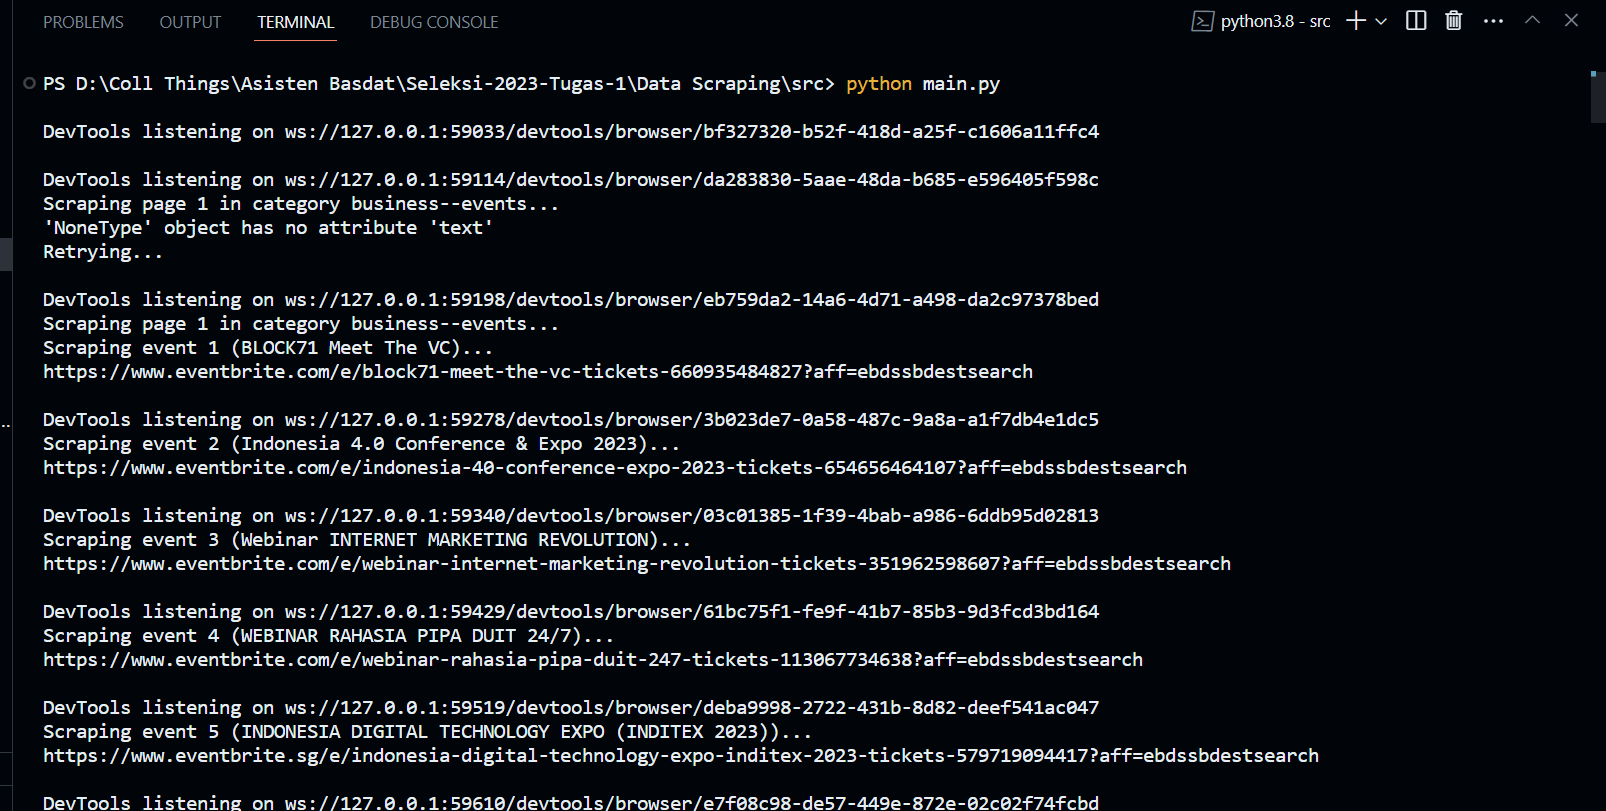 PROBLEMS OUTPUT TERMINAL DEBUG CONSOLE python3.8 - src
PS D:\Coll Things\Asisten Basdat\Seleksi-2023-Tugas-1\Data Scraping\src> python main.py
DevTools listening on ws://127.0.0.1:59033/devtools/browser/bf327320-b52f-418d-a25f-c1606a11ffc4
DevTools listening on ws://127.0.0.1:59114/devtools/browser/da283830-5aae-48da-b685-e596405f598c
Scraping page 1 in category business--events...
'NoneType' object has no attribute 'text'
Retrying...
DevTools listening on ws://127.0.0.1:59198/devtools/browser/eb759da2-14a6-4d71-a498-da2c97378bed
Scraping page 1 in category business--events...
Scraping event 1 (BLOCK71 Meet The VC)...
https://www.eventbrite.com/e/block71-meet-the-vc-tickets-660935484827?aff=ebdssbdestsearch
DevTools listening on ws://127.0.0.1:59278/devtools/browser/3b023de7-0a58-487c-9a8a-a1f7db4e1dc5
Scraping event 2 (Indonesia 4.0 Conference & Expo 2023)...
https://www.eventbrite.com/e/indonesia-40-conference-expo-2023-tickets-654656464107?aff=ebdssbdestsearch
DevTools listening on ws://127.0.0.1:59340/devtools/browser/03c01385-1f39-4bab-a986-6ddb95d02813
Scraping event 3 (Webinar INTERNET MARKETING REVOLUTION)...
https://www.eventbrite.com/e/webinar-internet-marketing-revolution-tickets-351962598607?aff=ebdssbdestsearch
DevTools listening on ws://127.0.0.1:59429/devtools/browser/61bc75f1-fe9f-41b7-85b3-9d3fcd3bd164
Scraping event 4 (WEBINAR RAHASIA PIPA DUIT 24/7)...
https://www.eventbrite.com/e/webinar-rahasia-pipa-duit-247-tickets-113067734638?aff=ebdssbdestsearch
DevTools listening on ws://127.0.0.1:59519/devtools/browser/deba9998-2722-431b-8d82-deef541ac047
Scraping event 5 (INDONESIA DIGITAL TECHNOLOGY EXPO (INDITEX 2023))...
https://www.eventbrite.sg/e/indonesia-digital-technology-expo-inditex-2023-tickets-579719094417?aff=ebdssbdestsearch
DevTools listening on ws://127.0.0.1:59610/devtools/browser/e7f08c98-de57-449e-872e-02c02f74fcbd